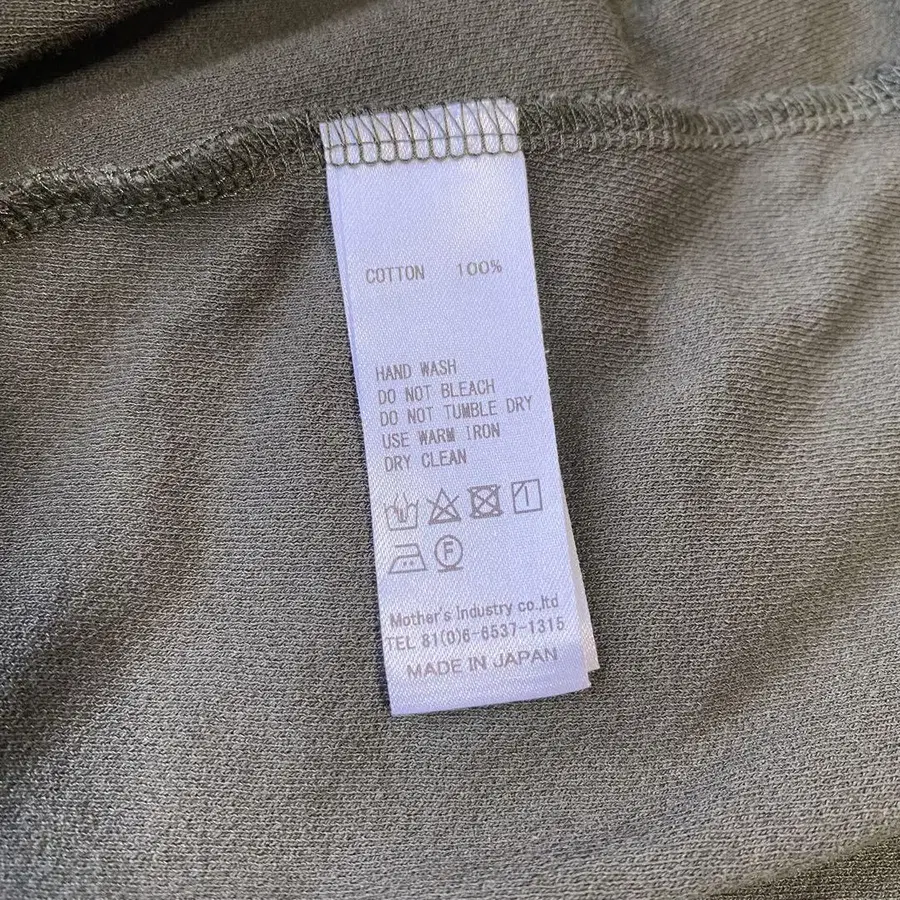 COTTON 100%
HAND WASH
DO NOT BLEACH
DO NOT TUMBLE DRY
USE WARM IRON
DRY CLEAN
F
Mother's Industry co.,ltd
TEL 81(0)6-6537-1315
MADE IN JAPAN